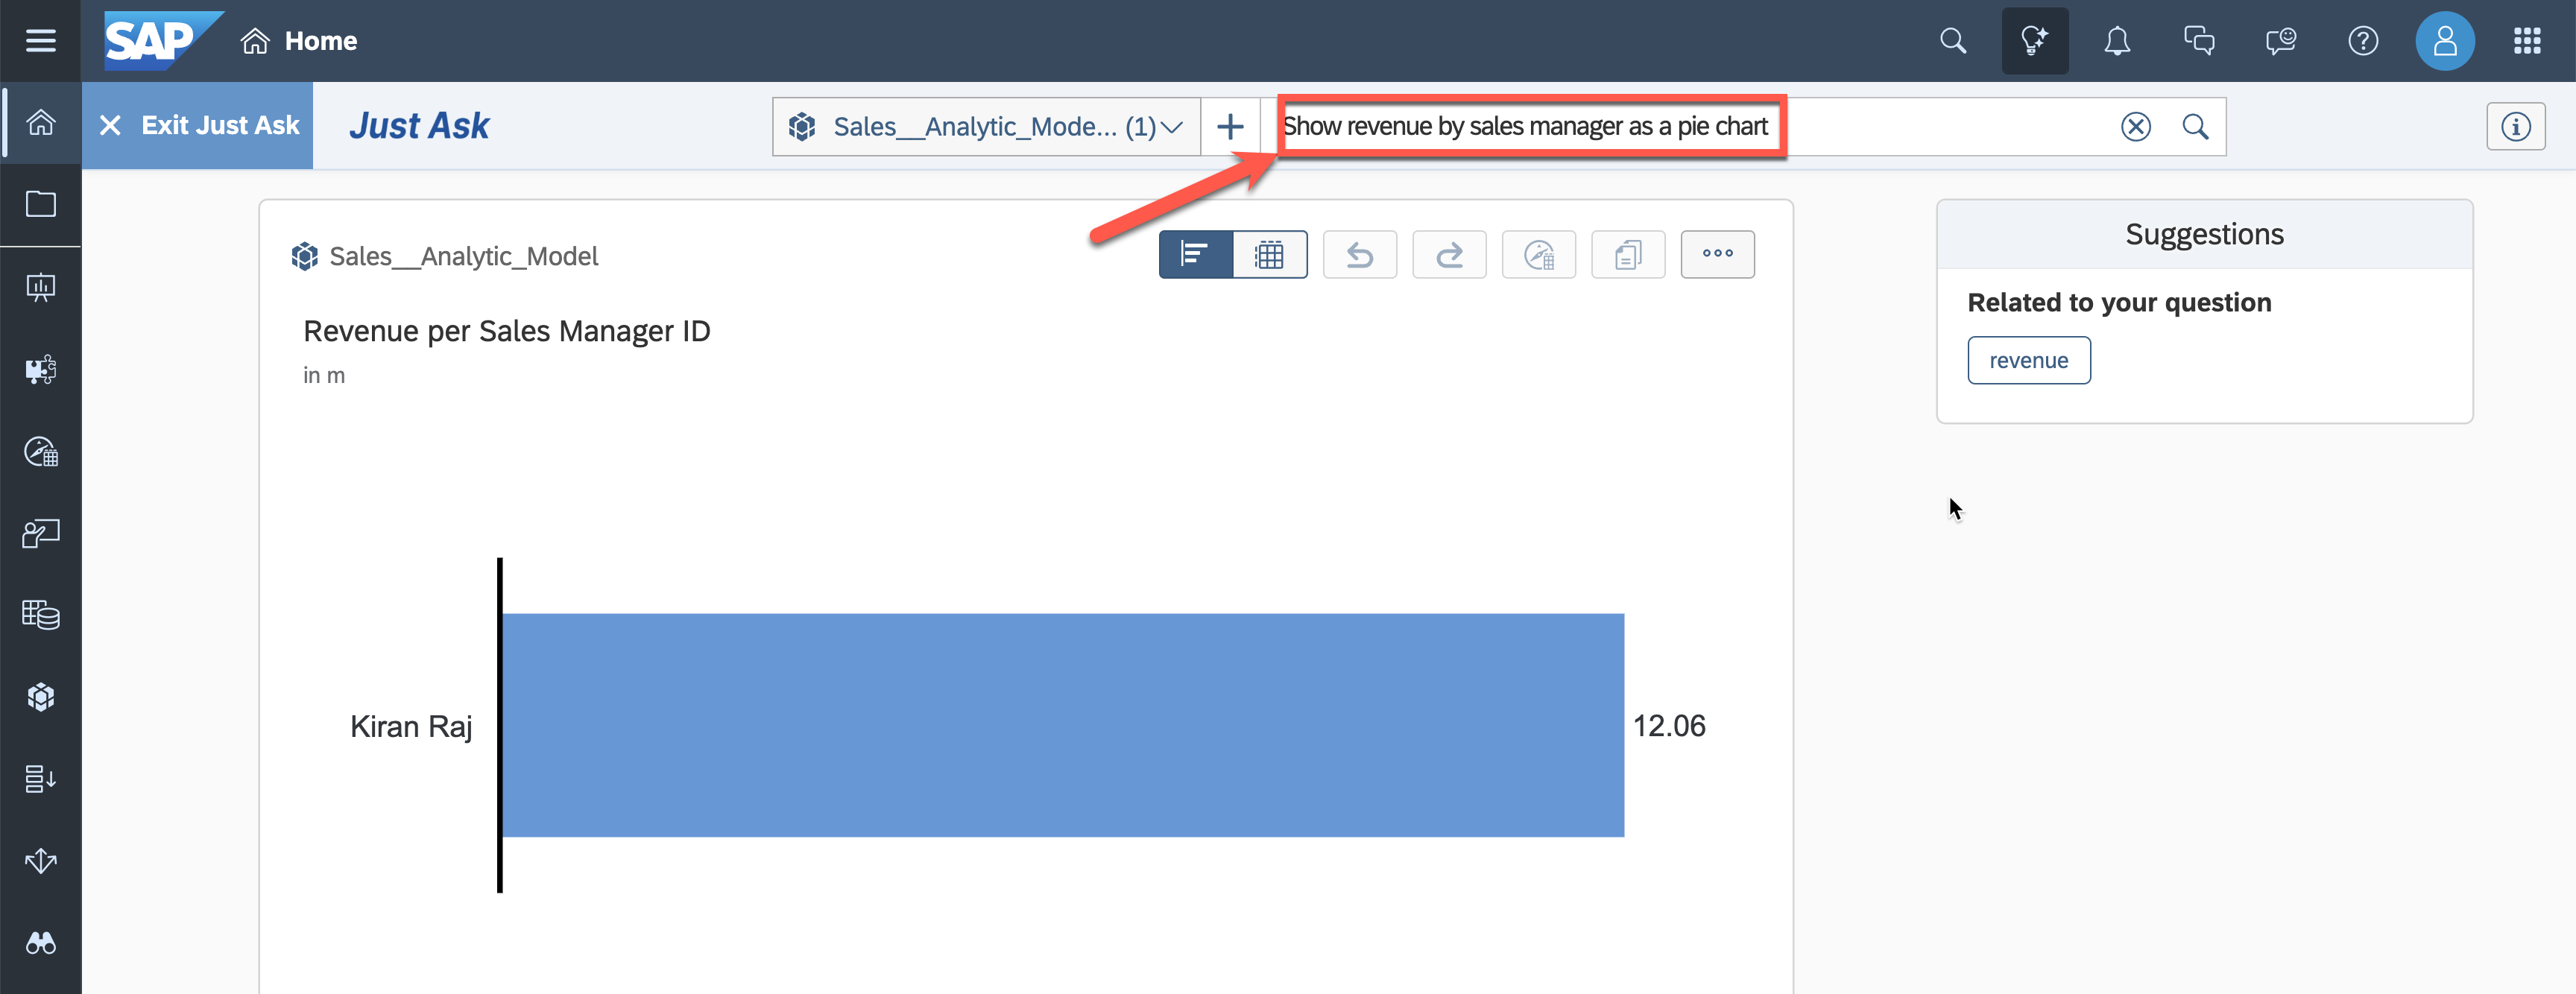 SAP Home
Exit Just Ask
Just Ask
Sales__Analytic_Mode... (1)
Show revenue by sales manager as a pie chart
Sales__Analytic_Model
Revenue per Sales Manager ID
in m
Kiran Raj
12.06
Suggestions
Related to your question
revenue